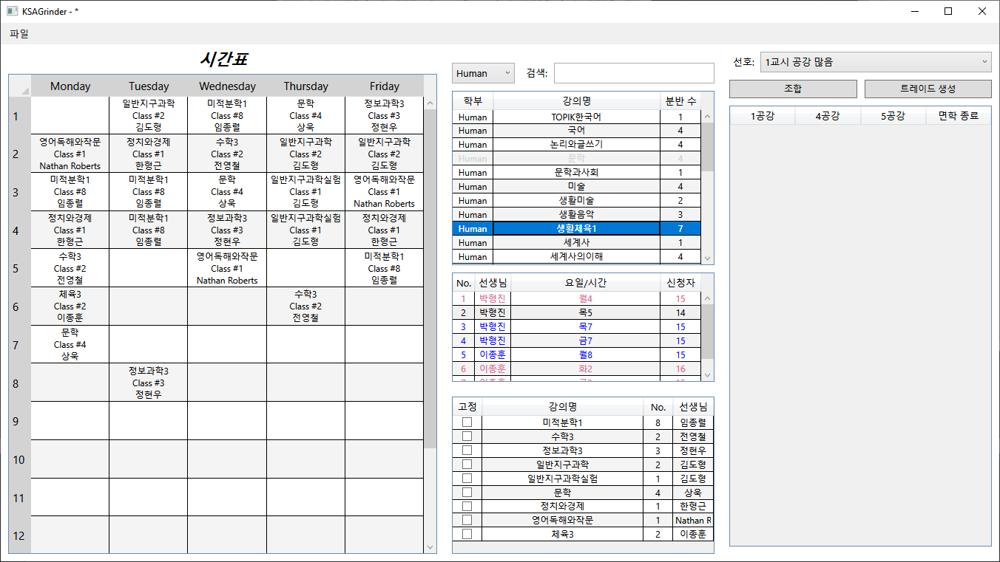 KSAGrinder - *
파일
시간표
Monday Tuesday Wednesday Thursday Friday
1
일반지구과학 미적분학1 문학 정보과학3
Class #2 Class #8 Class #4 Class #3
김도형 임종렬 상욱 정현우
2
영어독해와작문 정치와경제 수학3 일반지구과학 일반지구과학
Class #1 Class #1 Class #2 Class #2 Class #2
Nathan Roberts 한형근 전영철 김도형 김도형
3
미적분학1 미적분학1 문학 일반지구과학실험 영어독해와작문
Class #8 Class #8 Class #4 Class #1 Class #1
임종렬 임종렬 상욱 김도형 Nathan Roberts
4
정치와경제 미적분학1 정보과학3 일반지구과학실험 정치와경제
Class #1 Class #8 Class #3 Class #1 Class #1
한형근 임종렬 정현우 김도형 한형근
5
수학3 영어독해와작문 미적분학1
Class #2 Class #1 Class #8
전영철 Nathan Roberts 임종렬
6
체육3 수학3
Class #2 Class #2
이종훈 전영철
7
문학
Class #4
상욱
8
정보과학3
Class #3
정현우
9
10
11
12
Human 검색:
학부 강의명 분반 수
Human TOPIK한국어 1
Human 국어 4
Human 논리와글쓰기 4
Human 문학 4
Human 문학과사회 1
Human 미술 4
Human 생활미술 2
Human 생활음악 3
Human 생활체육1 7
Human 세계사 1
Human 세계사의이해 4
No. 선생님 요일/시간 신청자
1 박형진 월4 15
2 박형진 목5 14
3 박형진 목7 15
4 박형진 금7 15
5 이종훈 월8 15
6 이종훈 화2 16
고정 강의명 No. 선생님
미적분학1 8 임종렬
수학3 2 전영철
정보과학3 3 정현우
일반지구과학 2 김도형
일반지구과학실험 1 김도형
문학 4 상욱
정치와경제 1 한형근
영어독해와작문 1 Nathan R
체육3 2 이종훈
선호: 1교시 공강 많음
조합 트레이드 생성
1공강 4공강 5공강 면학 종료